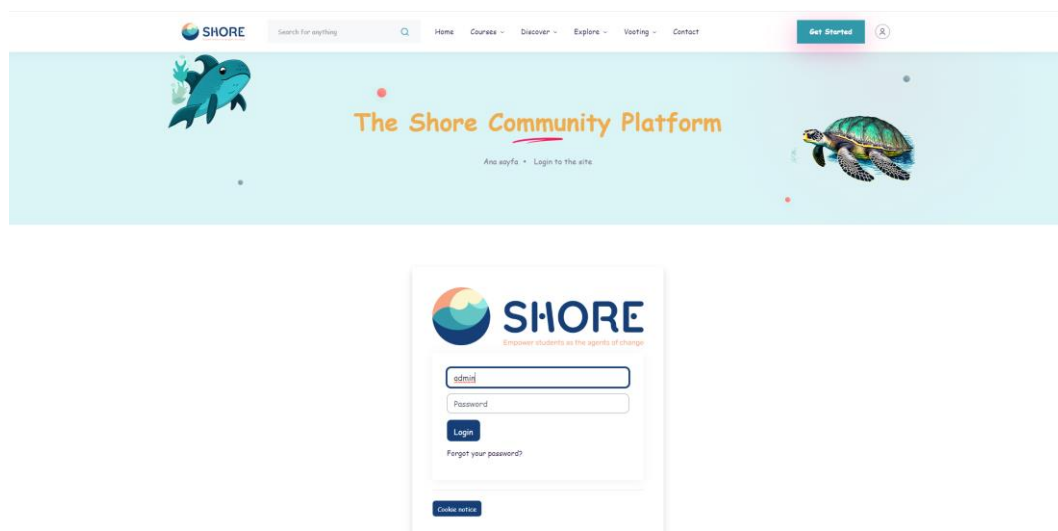 SHORE
Search for anything
Home Courses Discover Explore Vooting Contact
Get Started
The Shore Community Platform
Ana sayfa • Login to the site
SHORE
Empower students as the agents of change
admin
Password
Login
Forgot your password?
Cookie notice